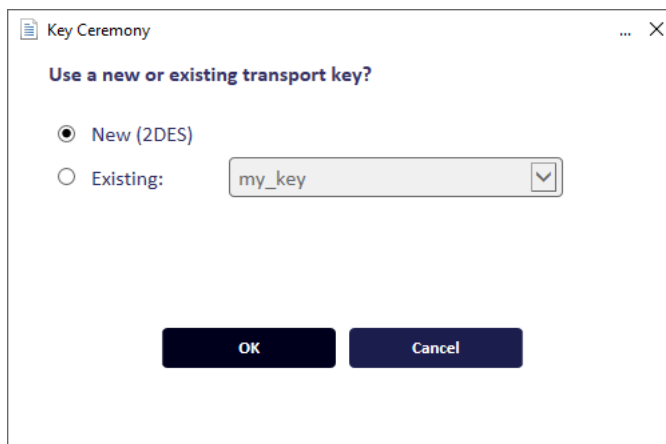 Key Ceremony ...
Use a new or existing transport key?
New (2DES)
Existing: my_key
OK Cancel